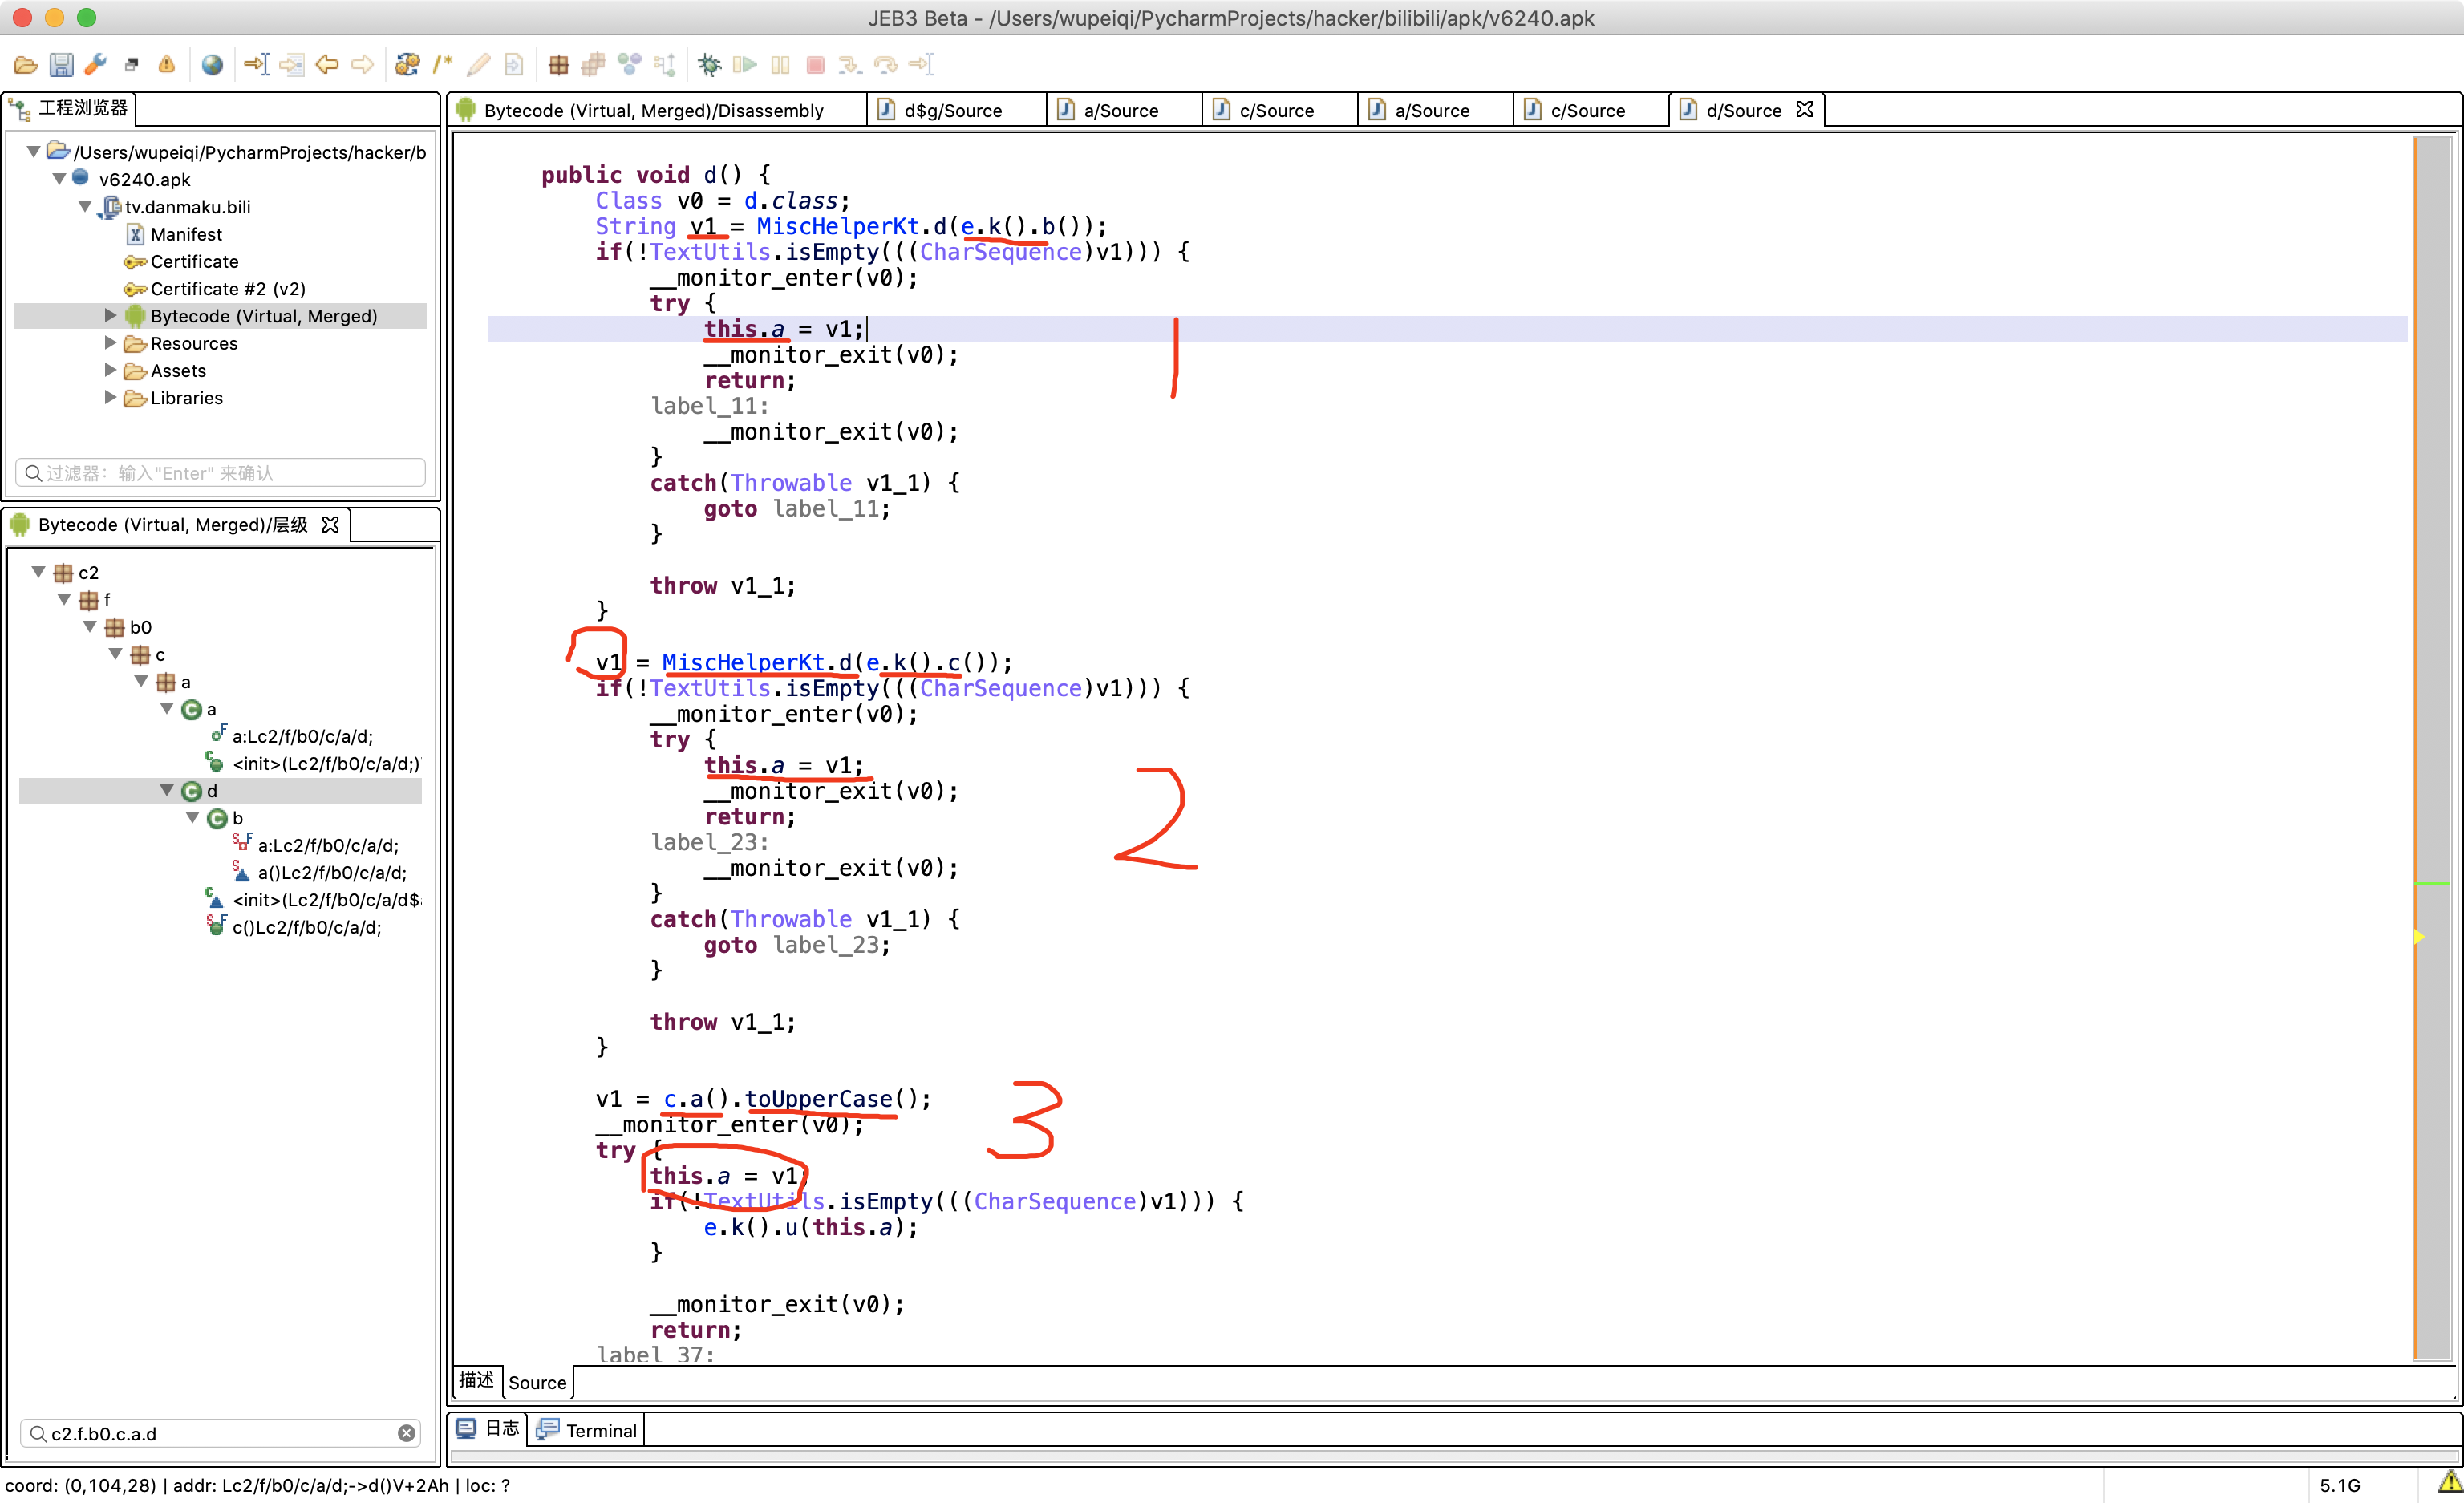 JEB3 Beta - /Users/wupeiqi/PycharmProjects/hacker/bilibili/apk/v6240.apk
工程浏览器
/Users/wupeiqi/PycharmProjects/hacker/b
v6240.apk
tv.danmaku.bili
Manifest
Certificate
Certificate #2 (v2)
Bytecode (Virtual, Merged)
Resources
Assets
Libraries
过滤器：输入"Enter" 来确认
Bytecode (Virtual, Merged)/层级
c2
f
b0
c
a
a
a:Lc2/f/b0/c/a/d;
<init>(Lc2/f/b0/c/a/d;)
d
b
a:Lc2/f/b0/c/a/d;
a()Lc2/f/b0/c/a/d;
<init>(Lc2/f/b0/c/a/d$
c()Lc2/f/b0/c/a/d;
c2.f.b0.c.a.d
Bytecode (Virtual, Merged)/Disassembly d$g/Source a/Source c/Source a/Source c/Source d/Source
public void d() {
Class v0 = d.class;
String v1 = MiscHelperKt.d(e.k().b());
if(!TextUtils.isEmpty(((CharSequence)v1))) {
__monitor_enter(v0);
try {
this.a = v1;
__monitor_exit(v0);
return;
label_11:
__monitor_exit(v0);
}
catch(Throwable v1_1) {
goto label_11;
}
throw v1_1;
}
1
v1 = MiscHelperKt.d(e.k().c());
if(!TextUtils.isEmpty(((CharSequence)v1))) {
__monitor_enter(v0);
try {
this.a = v1;
__monitor_exit(v0);
return;
label_23:
__monitor_exit(v0);
}
catch(Throwable v1_1) {
goto label_23;
}
throw v1_1;
}
2
v1 = c.a().toUpperCase();
__monitor_enter(v0);
try {
this.a = v1;
if(!TextUtils.isEmpty(((CharSequence)v1))) {
e.k().u(this.a);
}
__monitor_exit(v0);
return;
label_37:
3
描述 Source
日志 Terminal
coord: (0,104,28) | addr: Lc2/f/b0/c/a/d;->d()V+2Ah | loc: ?
5.1G